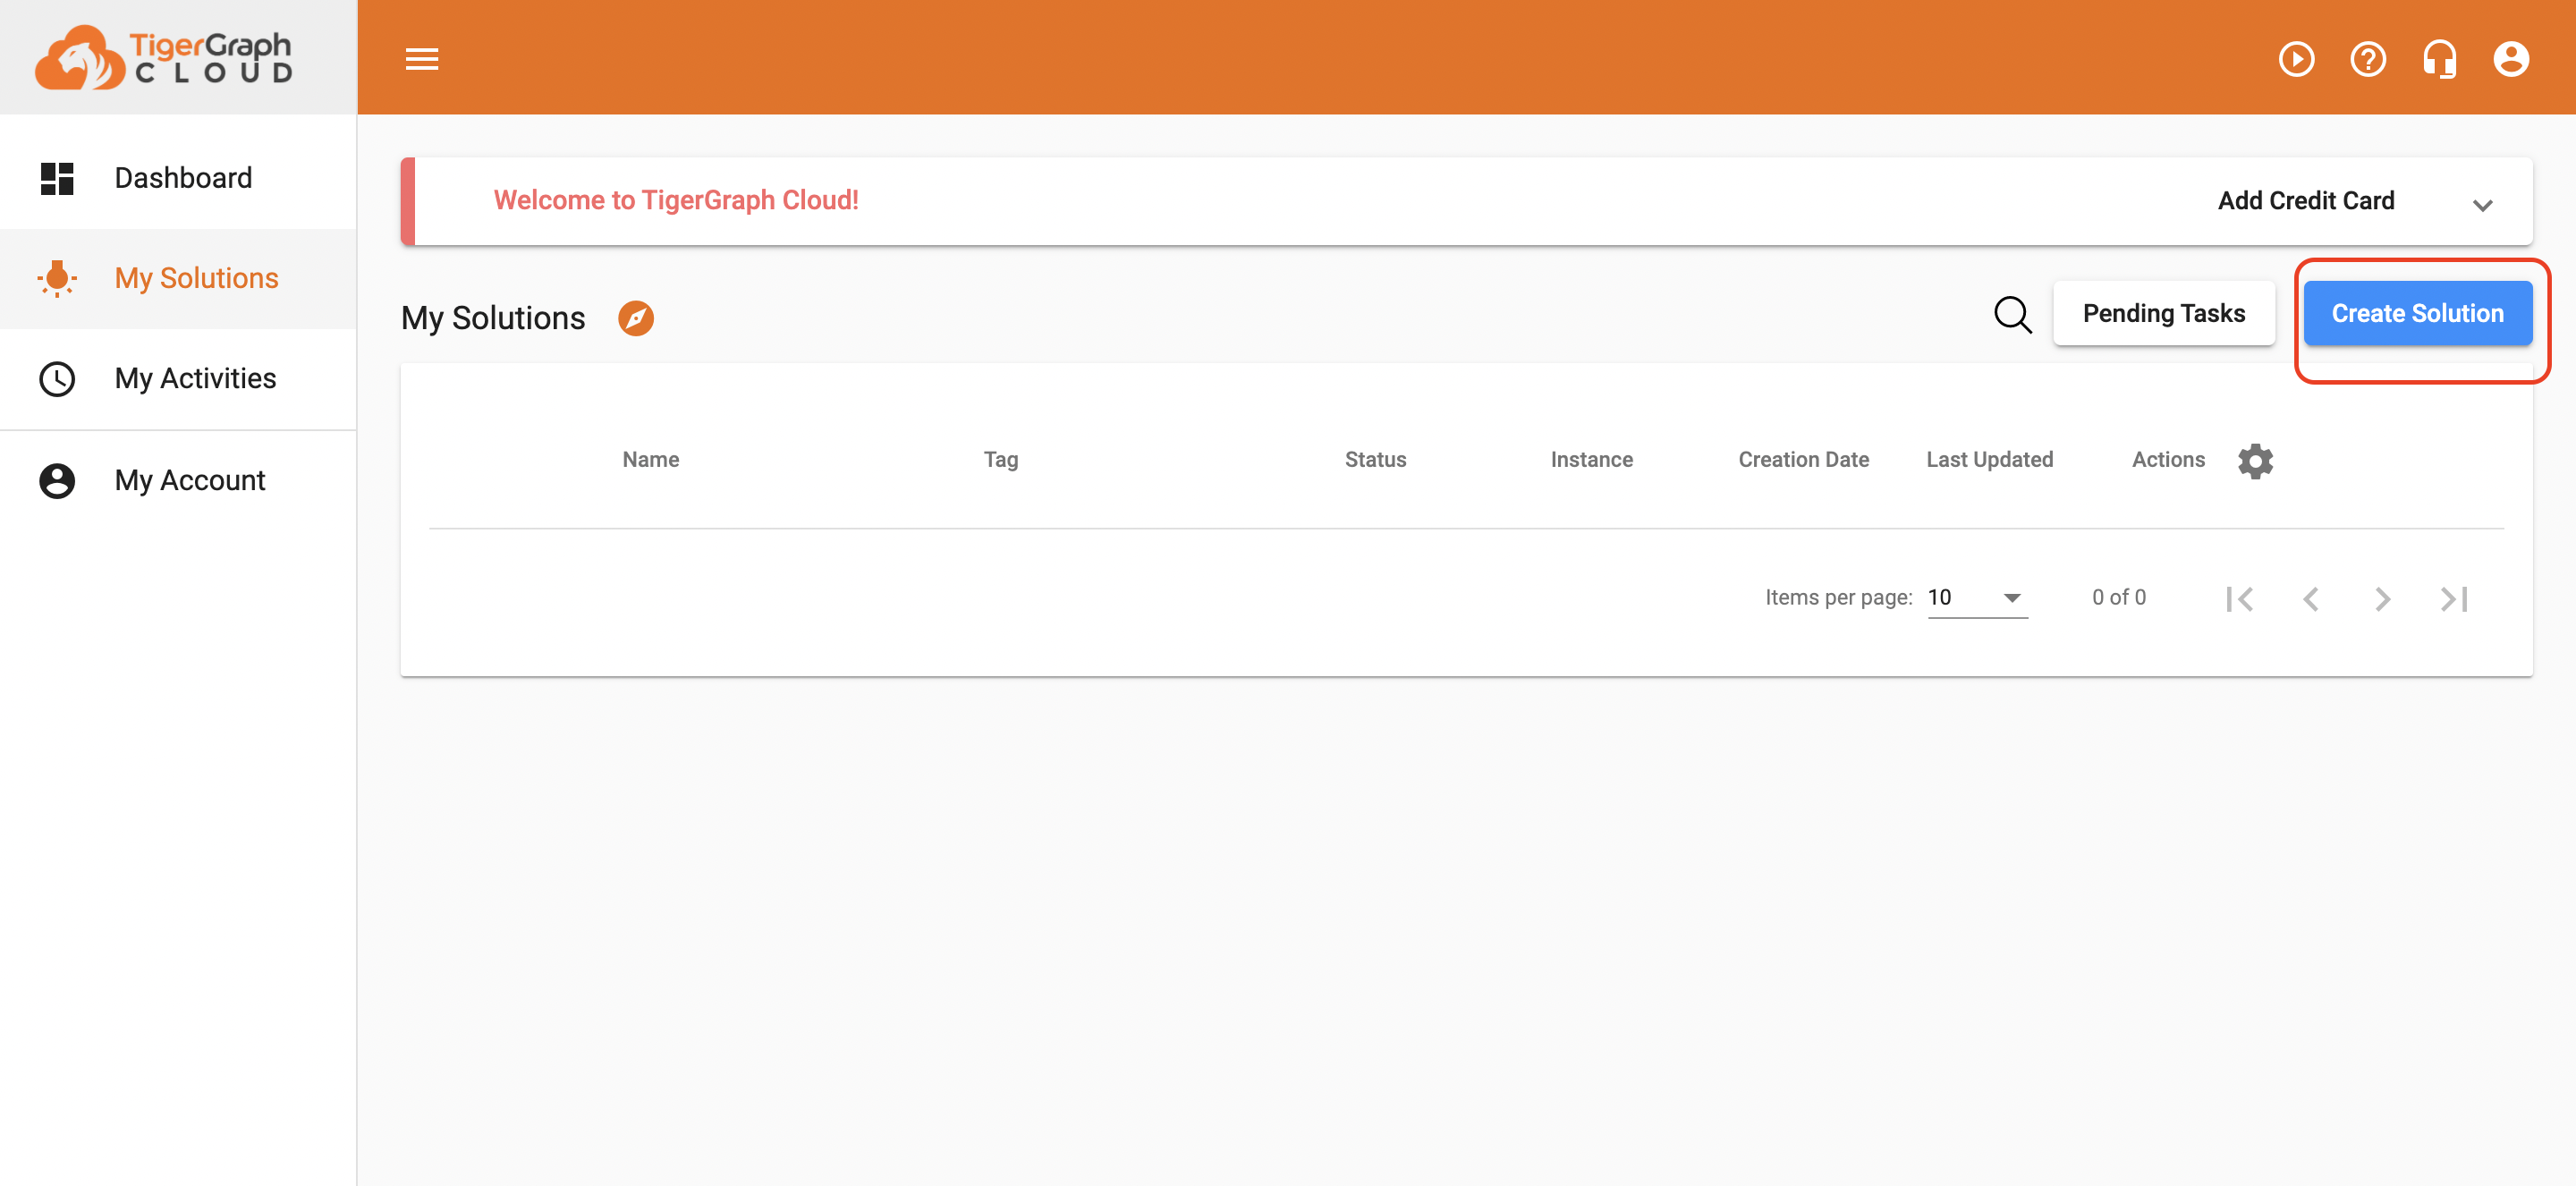 TigerGraph
CLOUD
Dashboard
My Solutions
My Activities
My Account
Welcome to TigerGraph Cloud!
Add Credit Card
My Solutions
Pending Tasks
Create Solution
Name Tag Status Instance Creation Date Last Updated Actions
Items per page: 10 0 of 0